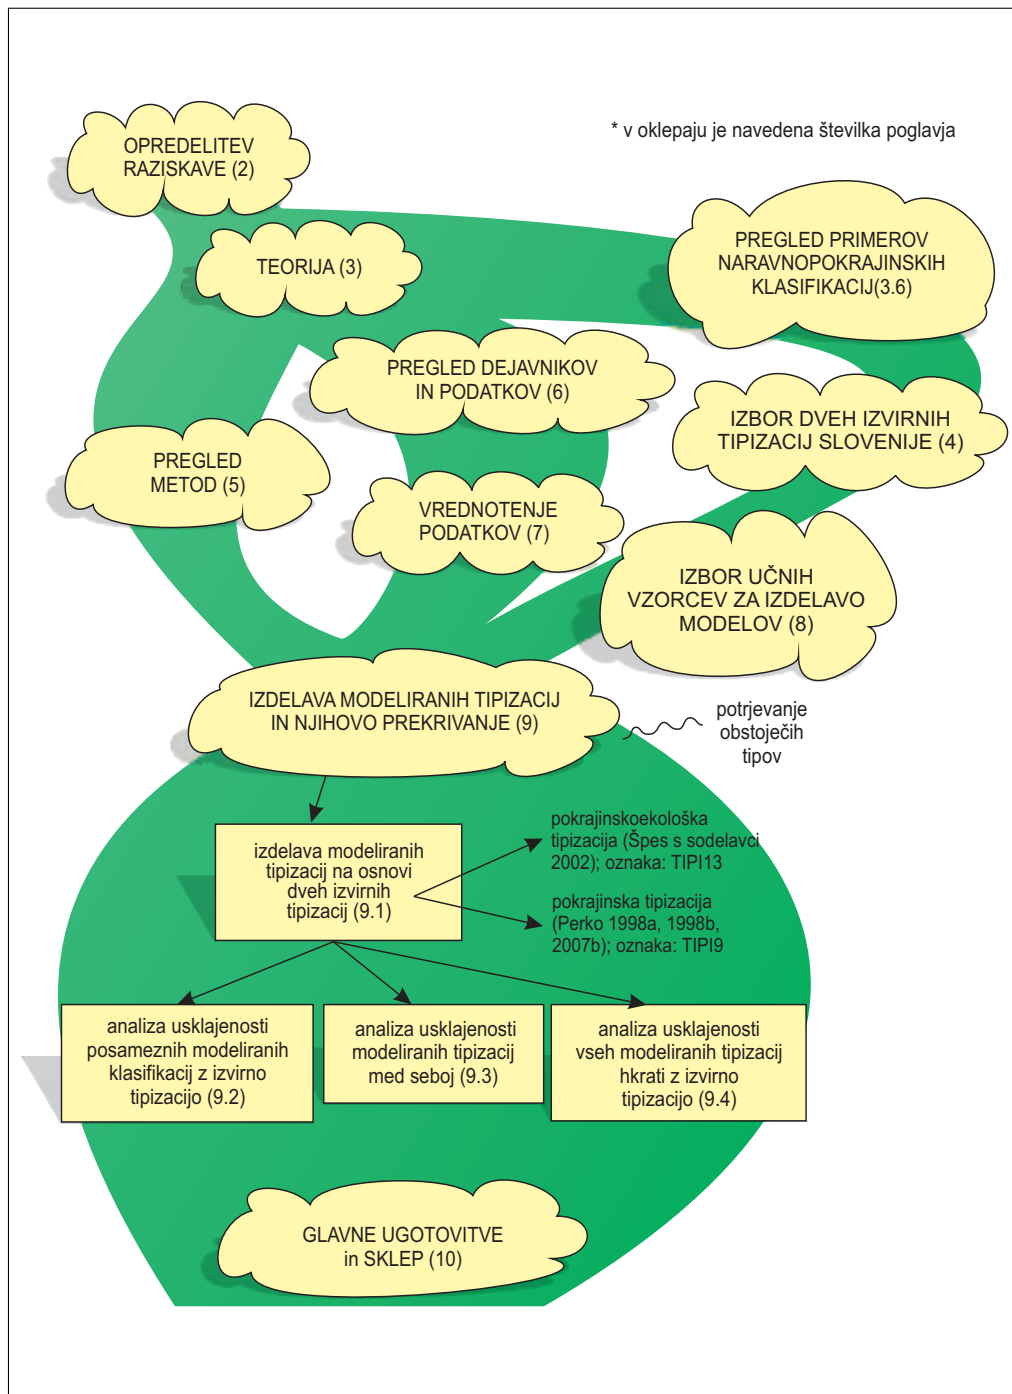 * v oklepaju je navedena številka poglavja
OPREDELITEV
RAZISKAVE (2)
TEORIJA (3)
PREGLED PRIMEROV
NARAVNOPOKRAJINSKIH
KLASIFIKACIJ(3.6)
PREGLED DEJAVNIKOV
IN PODATKOV (6)
IZBOR DVEH IZVIRNIH
TIPIZACIJ SLOVENIJE (4)
PREGLED
METOD (5)
VREDNOTENJE
PODATKOV (7)
IZBOR UČNIH
VZORCEV ZA IZDELAVO
MODELOV (8)
IZDELAVA MODELIRANIH TIPIZACIJ
IN NJIHOVO PREKRIVANJE (9)
potrjevanje
obstoječih
tipov
izdelava modeliranih
tipizacij na osnovi
dveh izvirnih
tipizacij (9.1)
pokrajinskoekološka
tipizacija (Špes s sodelavci
2002); oznaka: TIPI13
pokrajinska tipizacija
(Perko 1998a, 1998b,
2007b); oznaka: TIPI9
analiza usklajenosti
posameznih modeliranih
klasifikacij z izvirno
tipizacijo (9.2)
analiza usklajenosti
modeliranih tipizacij
med seboj (9.3)
analiza usklajenosti
vseh modeliranih tipizacij
hkrati z izvirno
tipizacijo (9.4)
GLAVNE UGOTOVITVE
in SKLEP (10)